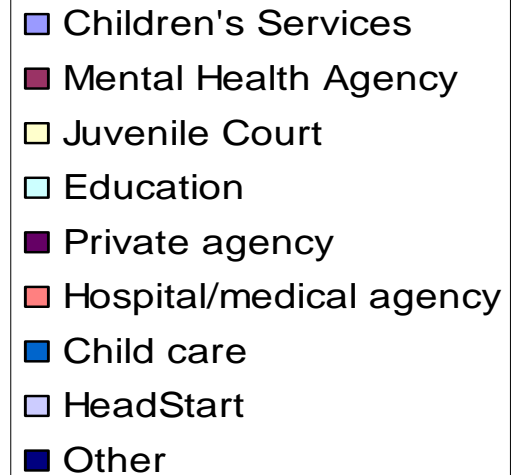 Children's Services
Mental Health Agency
Juvenile Court
Education
Private agency
Hospital/medical agency
Child care
HeadStart
Other